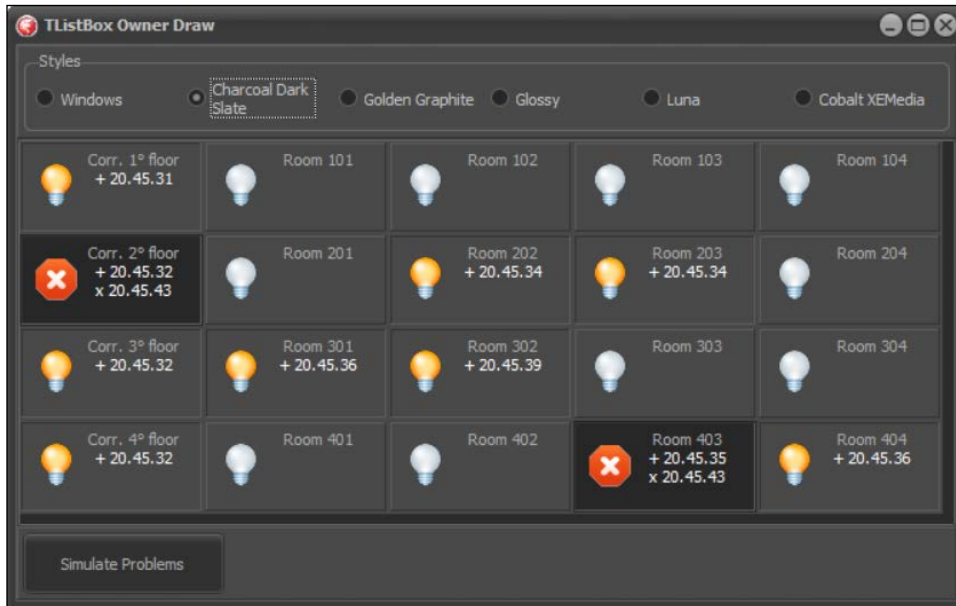 TListBox Owner Draw
Styles
Windows
Charcoal Dark
Slate
Golden Graphite
Glossy
Luna
Cobalt XEMedia
Corr. 1° floor
+ 20.45.31
Room 101
Room 102
Room 103
Room 104
Corr. 2° floor
+ 20.45.32
x 20.45.43
Room 201
Room 202
+ 20.45.34
Room 203
+ 20.45.34
Room 204
Corr. 3° floor
+ 20.45.32
Room 301
+ 20.45.36
Room 302
+ 20.45.39
Room 303
Room 304
Corr. 4° floor
+ 20.45.32
Room 401
Room 402
Room 403
+ 20.45.35
x 20.45.43
Room 404
+ 20.45.36
Simulate Problems